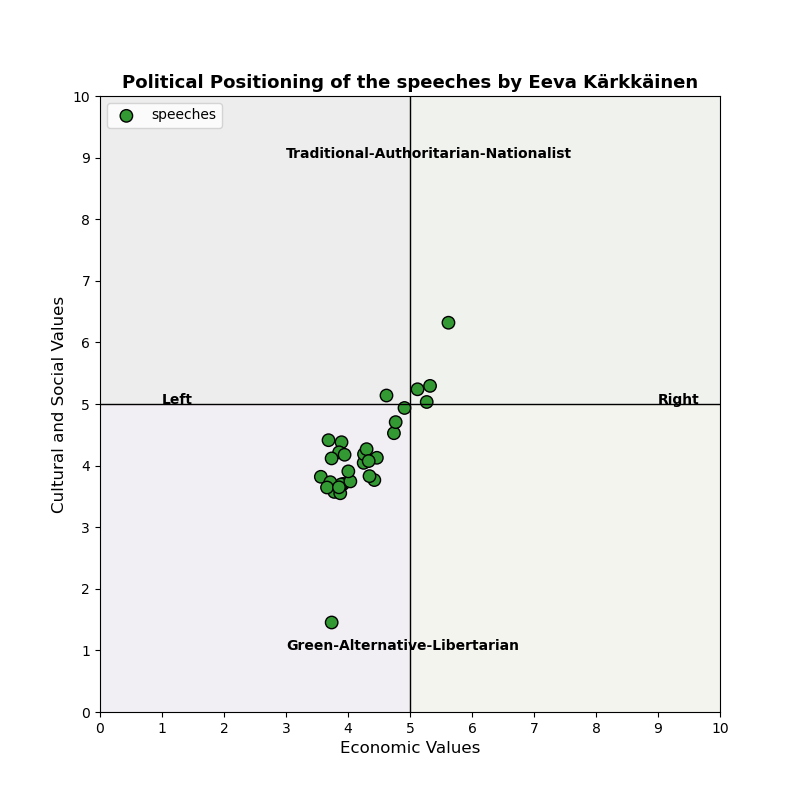 Political Positioning of the speeches by Eeva Kärkkäinen
speeches
Traditional-Authoritarian-Nationalist
Left
Right
Green-Alternative-Libertarian
10
9
8
7
6
5
4
3
2
1
0
Cultural and Social Values
0 1 2 3 4 5 6 7 8 9 10
Economic Values